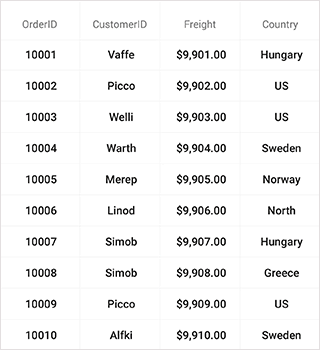 OrderID CustomerID Freight Country
10001 Vaffe $9,901.00 Hungary
10002 Picco $9,902.00 US
10003 Welli $9,903.00 US
10004 Warth $9,904.00 Sweden
10005 Merep $9,905.00 Norway
10006 Linod $9,906.00 North
10007 Simob $9,907.00 Hungary
10008 Simob $9,908.00 Greece
10009 Picco $9,909.00 US
10010 Alfki $9,910.00 Sweden